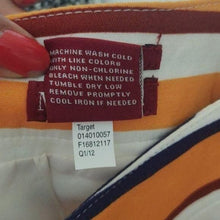 MACHINE WASH COLD
WITH LIKE COLORS
ONLY NON-CHLORINE
BLEACH WHEN NEEDED
TUMBLE DRY LOW
REMOVE PROMPTLY
COOL IRON IF NEEDED
Target
014010057
F16812117
Q1/12